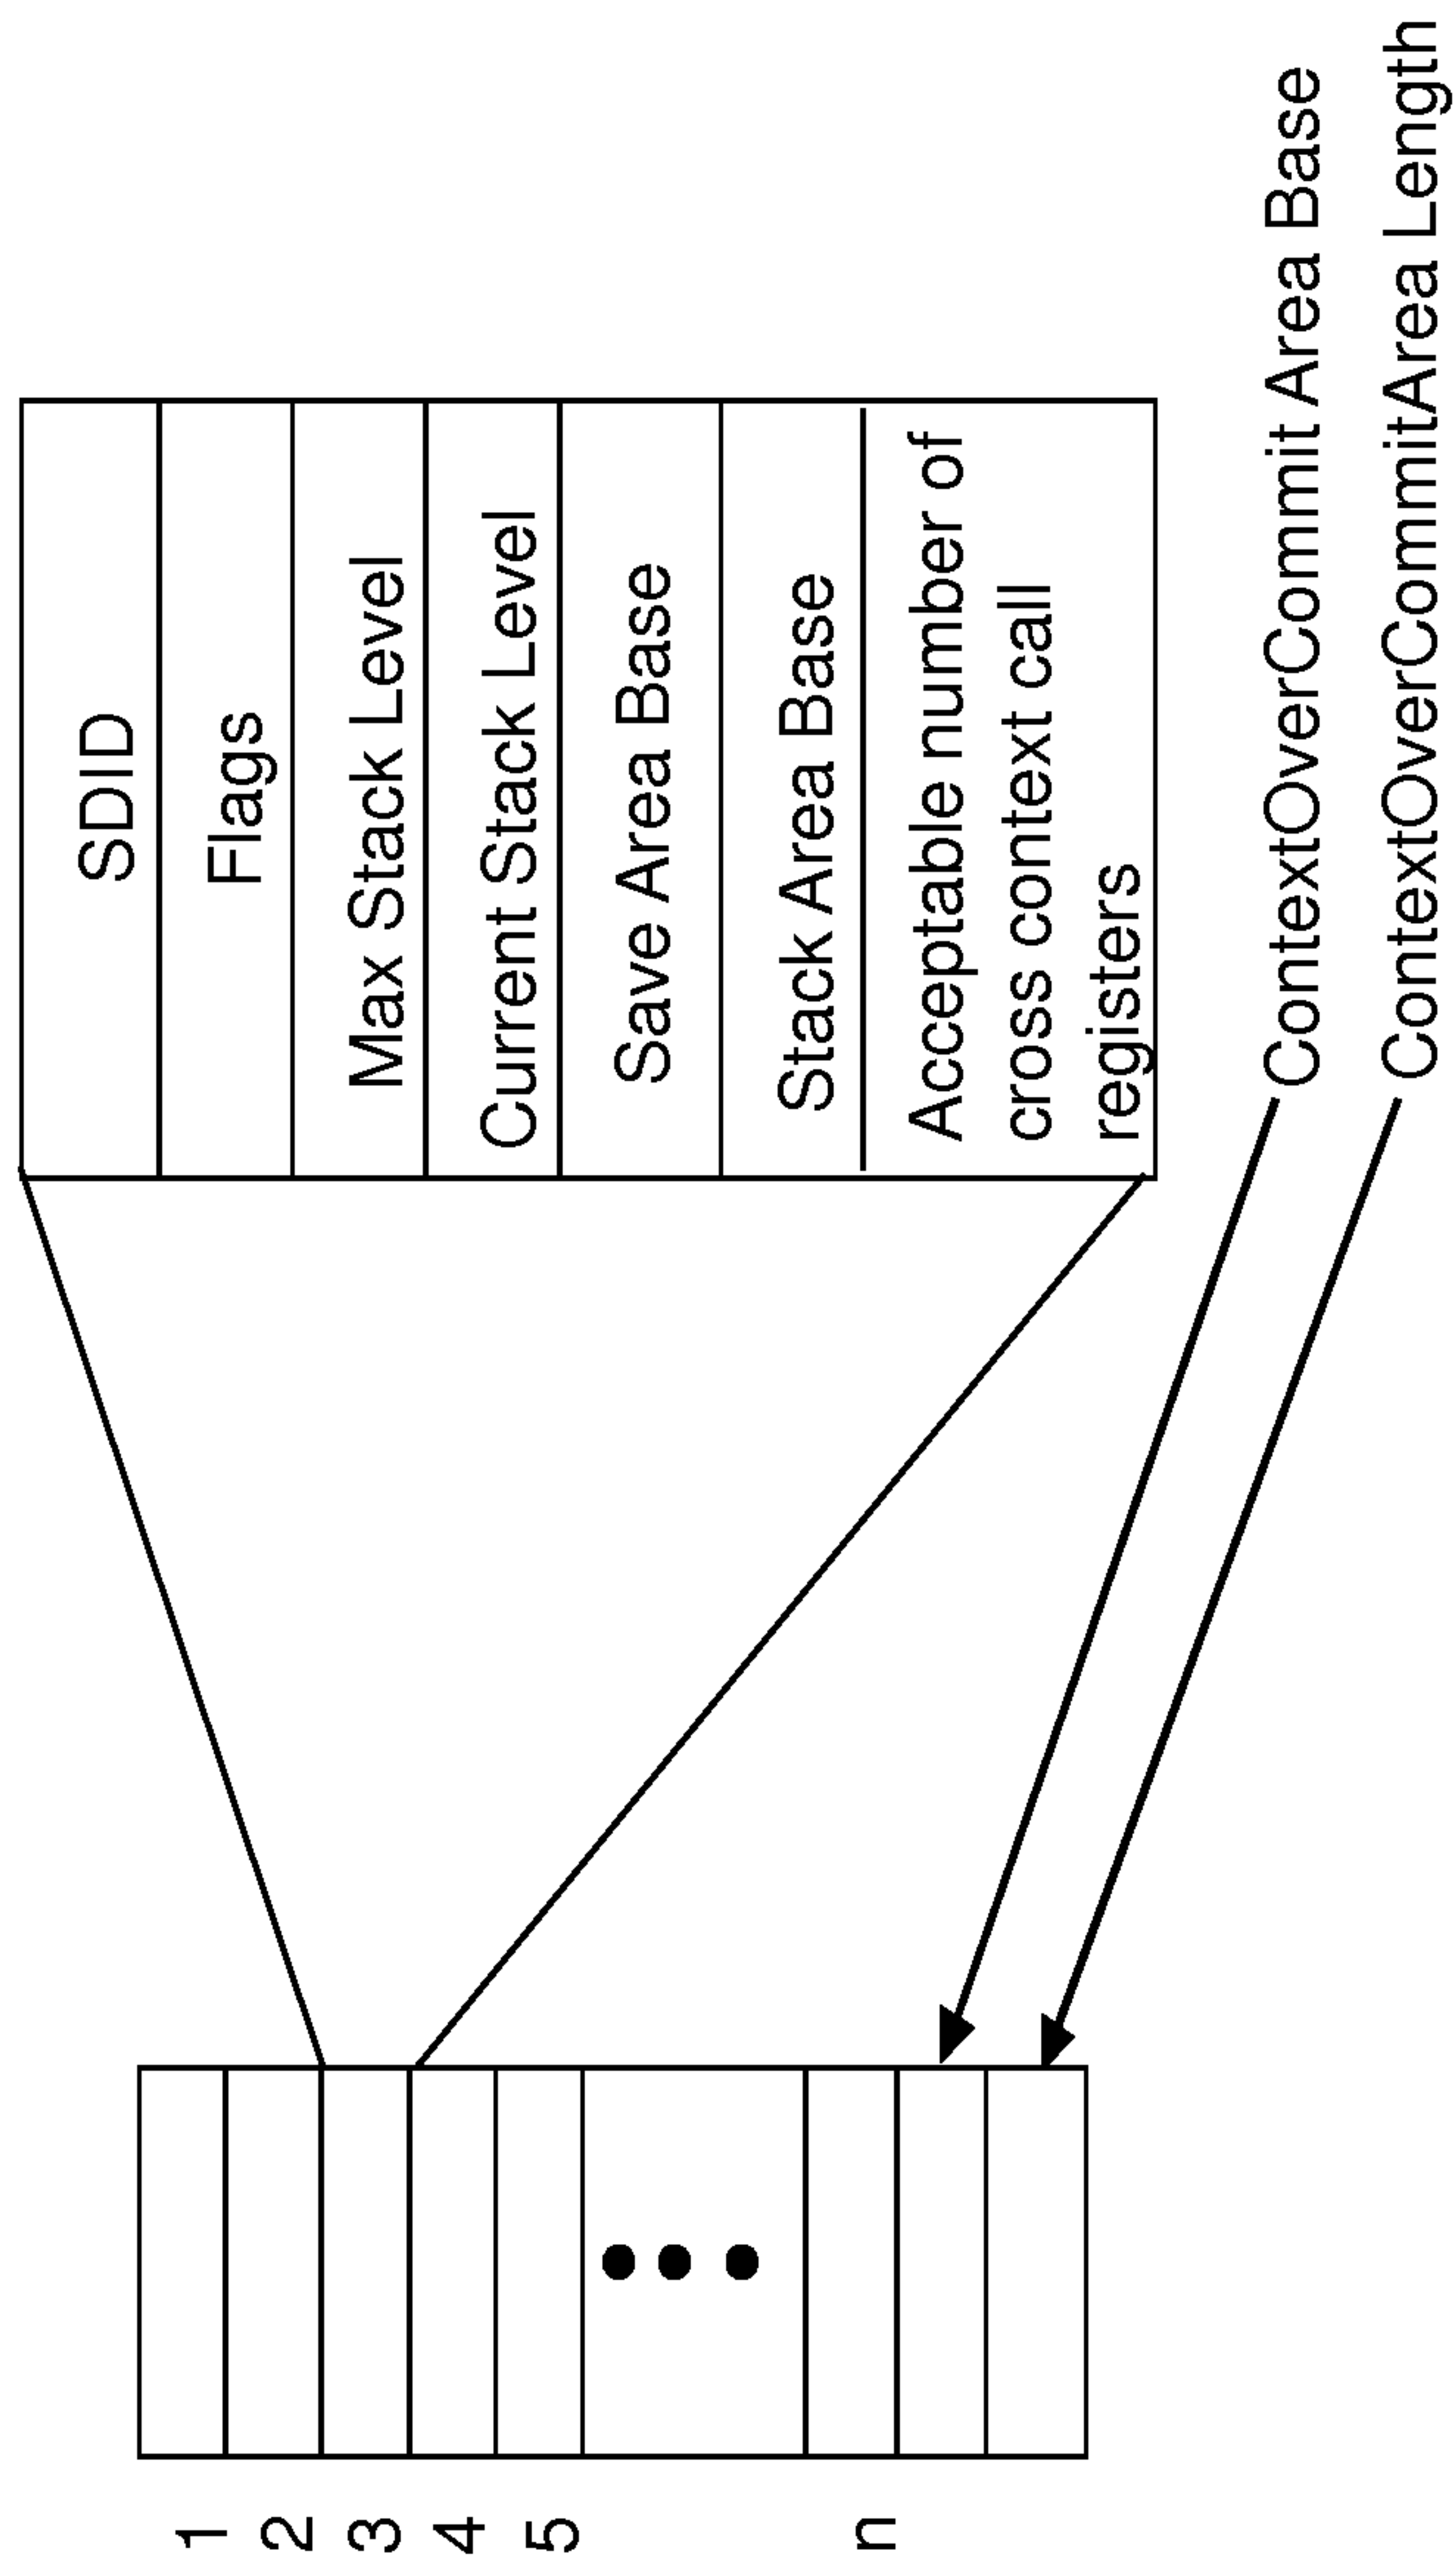 1
2
3
4
5
n
SDID
Flags
Max Stack Level
Current Stack Level
Save Area Base
Stack Area Base
Acceptable number of
cross context call
registers
ContextOverCommit Area Base
ContextOverCommitArea Length